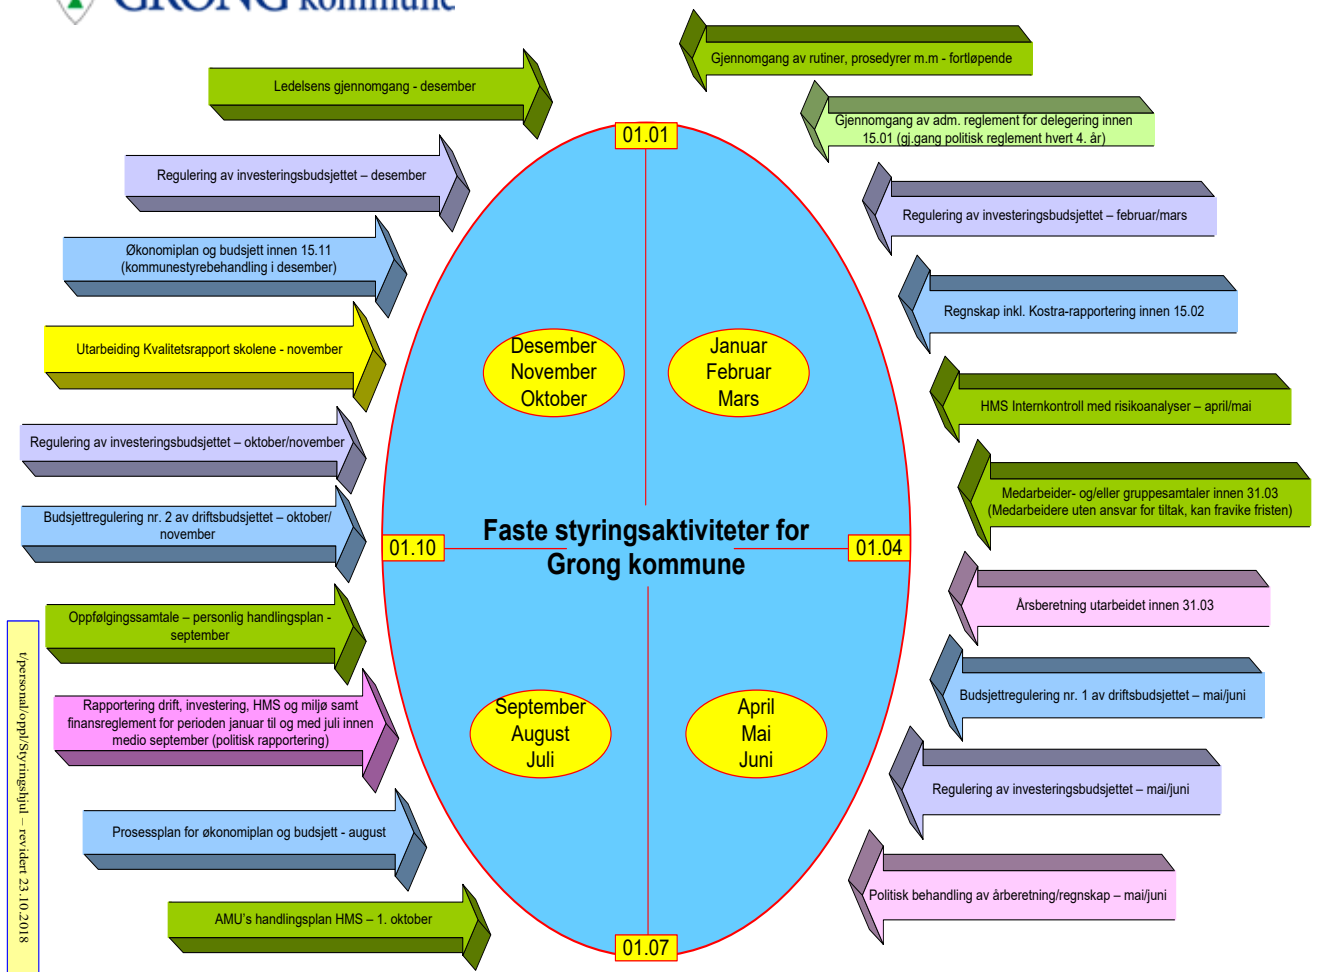 GRONG kommune
Gjennomgang av rutiner, prosedyrer m.m - fortløpende
Ledelsens gjennomgang - desember
Gjennomgang av adm. reglement for delegering innen
15.01 (gj.gang politisk reglement hvert 4. år)
01.01
Regulering av investeringsbudsjettet – desember
Regulering av investeringsbudsjettet – februar/mars
Økonomiplan og budsjett innen 15.11
(kommunestyrebehandling i desember)
Regnskap inkl. Kostra-rapportering innen 15.02
Utarbeiding Kvalitetsrapport skolene - november
Desember
November
Oktober
Januar
Februar
Mars
HMS Internkontroll med risikoanalyser – april/mai
Regulering av investeringsbudsjettet – oktober/november
Medarbeider- og/eller gruppesamtaler innen 31.03
(Medarbeidere uten ansvar for tiltak, kan fravike fristen)
Budsjettregulering nr. 2 av driftsbudsjettet – oktober/
november
Faste styringsaktiviteter for
Grong kommune
01.10
01.04
Årsberetning utarbeidet innen 31.03
Oppfølgingssamtale – personlig handlingsplan -
september
Budsjettregulering nr. 1 av driftsbudsjettet – mai/juni
Rapportering drift, investering, HMS og miljø samt
finansreglement for perioden januar til og med juli innen
medio september (politisk rapportering)
September
August
Juli
April
Mai
Juni
Regulering av investeringsbudsjettet – mai/juni
Prosessplan for økonomiplan og budsjett - august
Politisk behandling av årberetning/regnskap – mai/juni
AMU's handlingsplan HMS – 1. oktober
01.07
t/personal/oppl/Styringshjul – revidert 23.10.2018